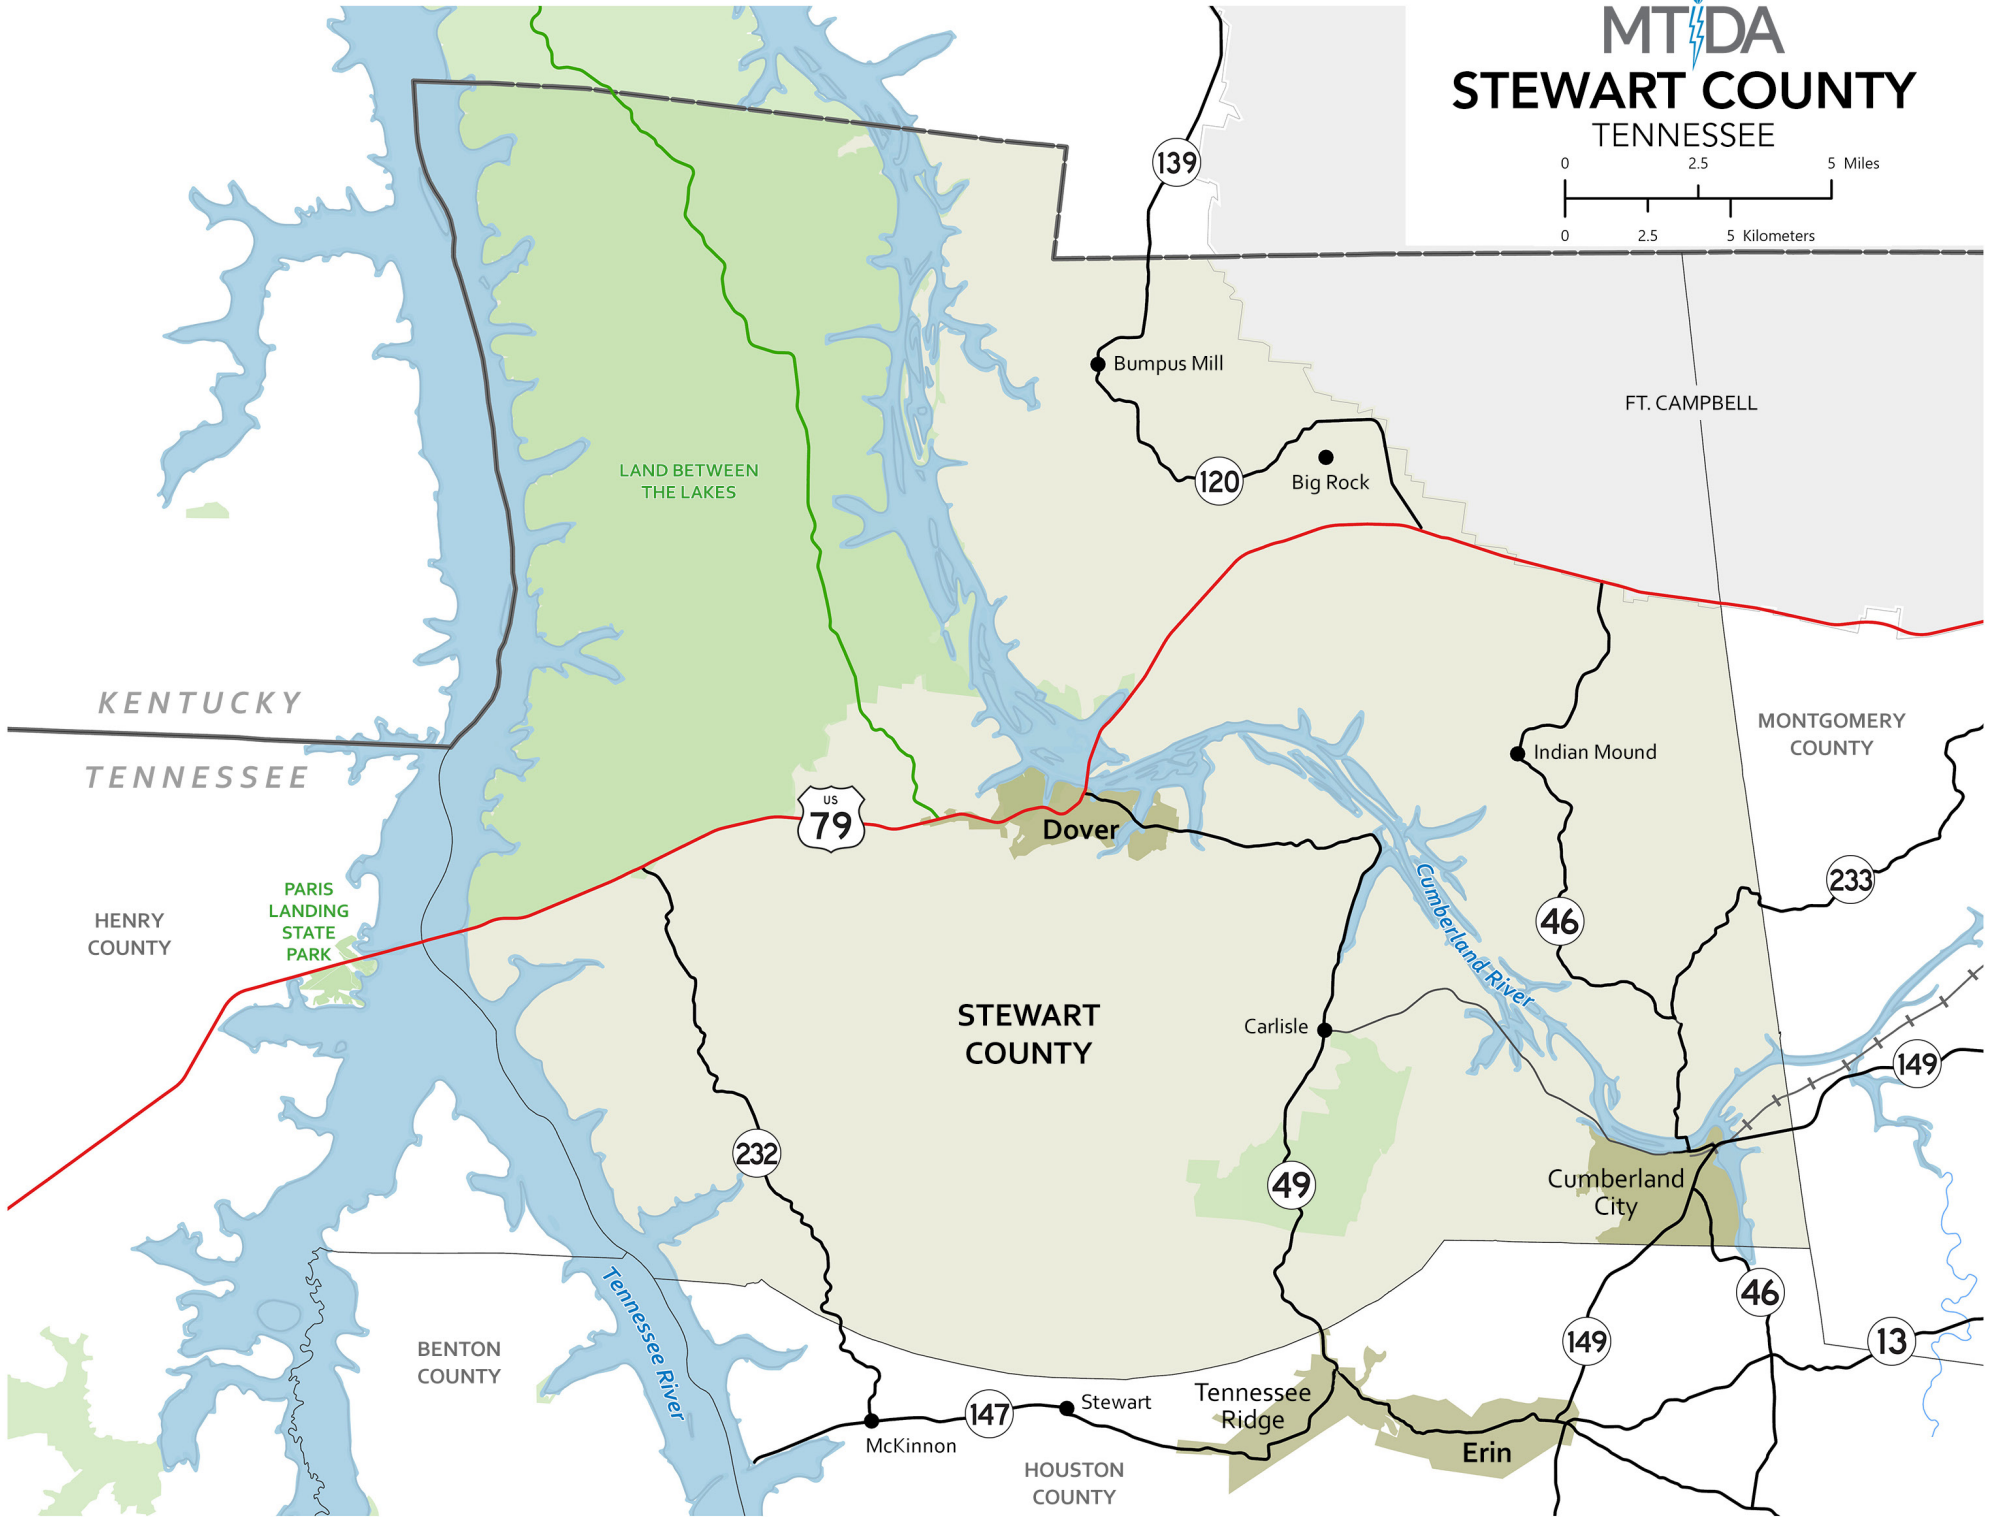 MTIDA
STEWART COUNTY
TENNESSEE
0 2.5 5 Miles
0 2.5 5 Kilometers
139
Bumpus Mill
FT. CAMPBELL
LAND BETWEEN
THE LAKES
120
Big Rock
KENTUCKY
TENNESSEE
MONTGOMERY
COUNTY
Indian Mound
US
79
Dover
Cumberland River
233
46
PARIS
LANDING
STATE
PARK
HENRY
COUNTY
STEWART
COUNTY
Carlisle
149
232
49
Cumberland
City
46
149
13
Tennessee River
BENTON
COUNTY
147
Stewart
McKinnon
Tennessee
Ridge
Erin
HOUSTON
COUNTY